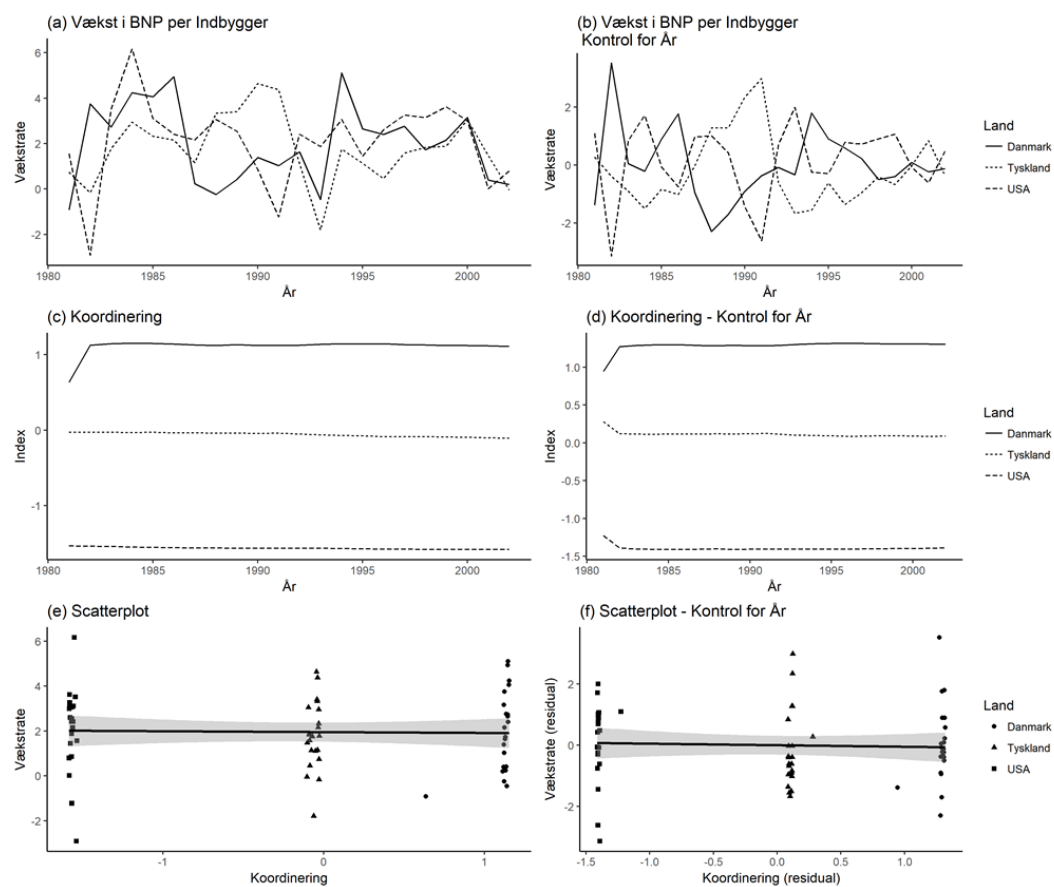 (a) Vækst i BNP per Indbygger
Vækstrate
6
4
2
0
-2
1980 1985 1990 1995 2000
År
(b) Vækst i BNP per Indbygger
Kontrol for År
Vækstrate
2
0
-2
1980 1985 1990 1995 2000
År
Land
Danmark
Tyskland
USA
(c) Koordinering
Index
1
0
-1
1980 1985 1990 1995 2000
År
(d) Koordinering - Kontrol for År
Index
1.0
0.5
0.0
-0.5
-1.0
-1.5
1980 1985 1990 1995 2000
År
Land
Danmark
Tyskland
USA
(e) Scatterplot
Vækstrate
6
4
2
0
-2
-1 0 1
Koordinering
(f) Scatterplot - Kontrol for År
Vækstrate (residual)
2
0
-2
-1.5 -1.0 -0.5 0.0 0.5 1.0
Koordinering (residual)
Land
Danmark
Tyskland
USA